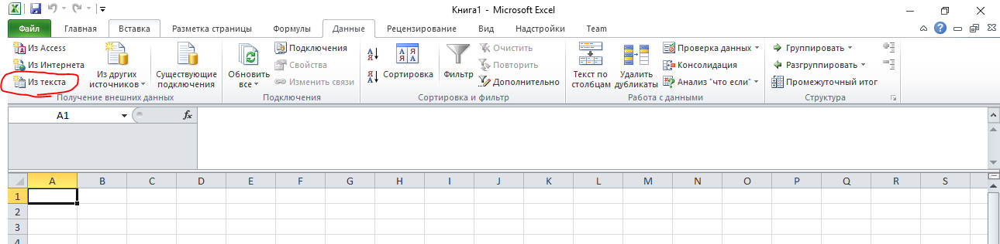 Книга1 - Microsoft Excel
Файл Главная Вставка Разметка страницы Формулы Данные Рецензирование Вид Надстройки Team
Из Access
Из Интернета
Из текста
Из других источников
Существующие подключения
Получение внешних данных
Обновить все
Подключения
Свойства
Изменить связи
Подключения
А Я
Я А
Сортировка
Фильтр
Очистить
Повторить
Дополнительно
Сортировка и фильтр
Текст по столбцам
Удалить дубликаты
Проверка данных
Консолидация
Анализ "что если"
Работа с данными
Группировать
Разгруппировать
Промежуточный итог
Структура
A1 fx
A B C D E F G H I J K L M N O P Q R S
1
2
3
4